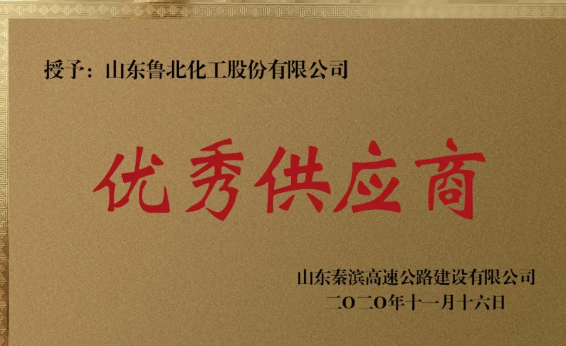 授予：山东鲁北化工股份有限公司
优秀供应商
山东秦滨高速公路建设有限公司
二〇二〇年十一月十六日